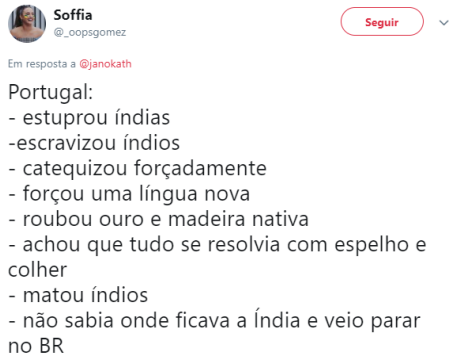 Soffia
@_oopsgomez
Seguir
Em resposta a @janokath
Portugal:
- estuprou índias
-escravizou índios
- catequizou forçadamente
- forçou uma língua nova
- roubou ouro e madeira nativa
- achou que tudo se resolvia com espelho e
colher
- matou índios
- não sabia onde ficava a Índia e veio parar
no BR